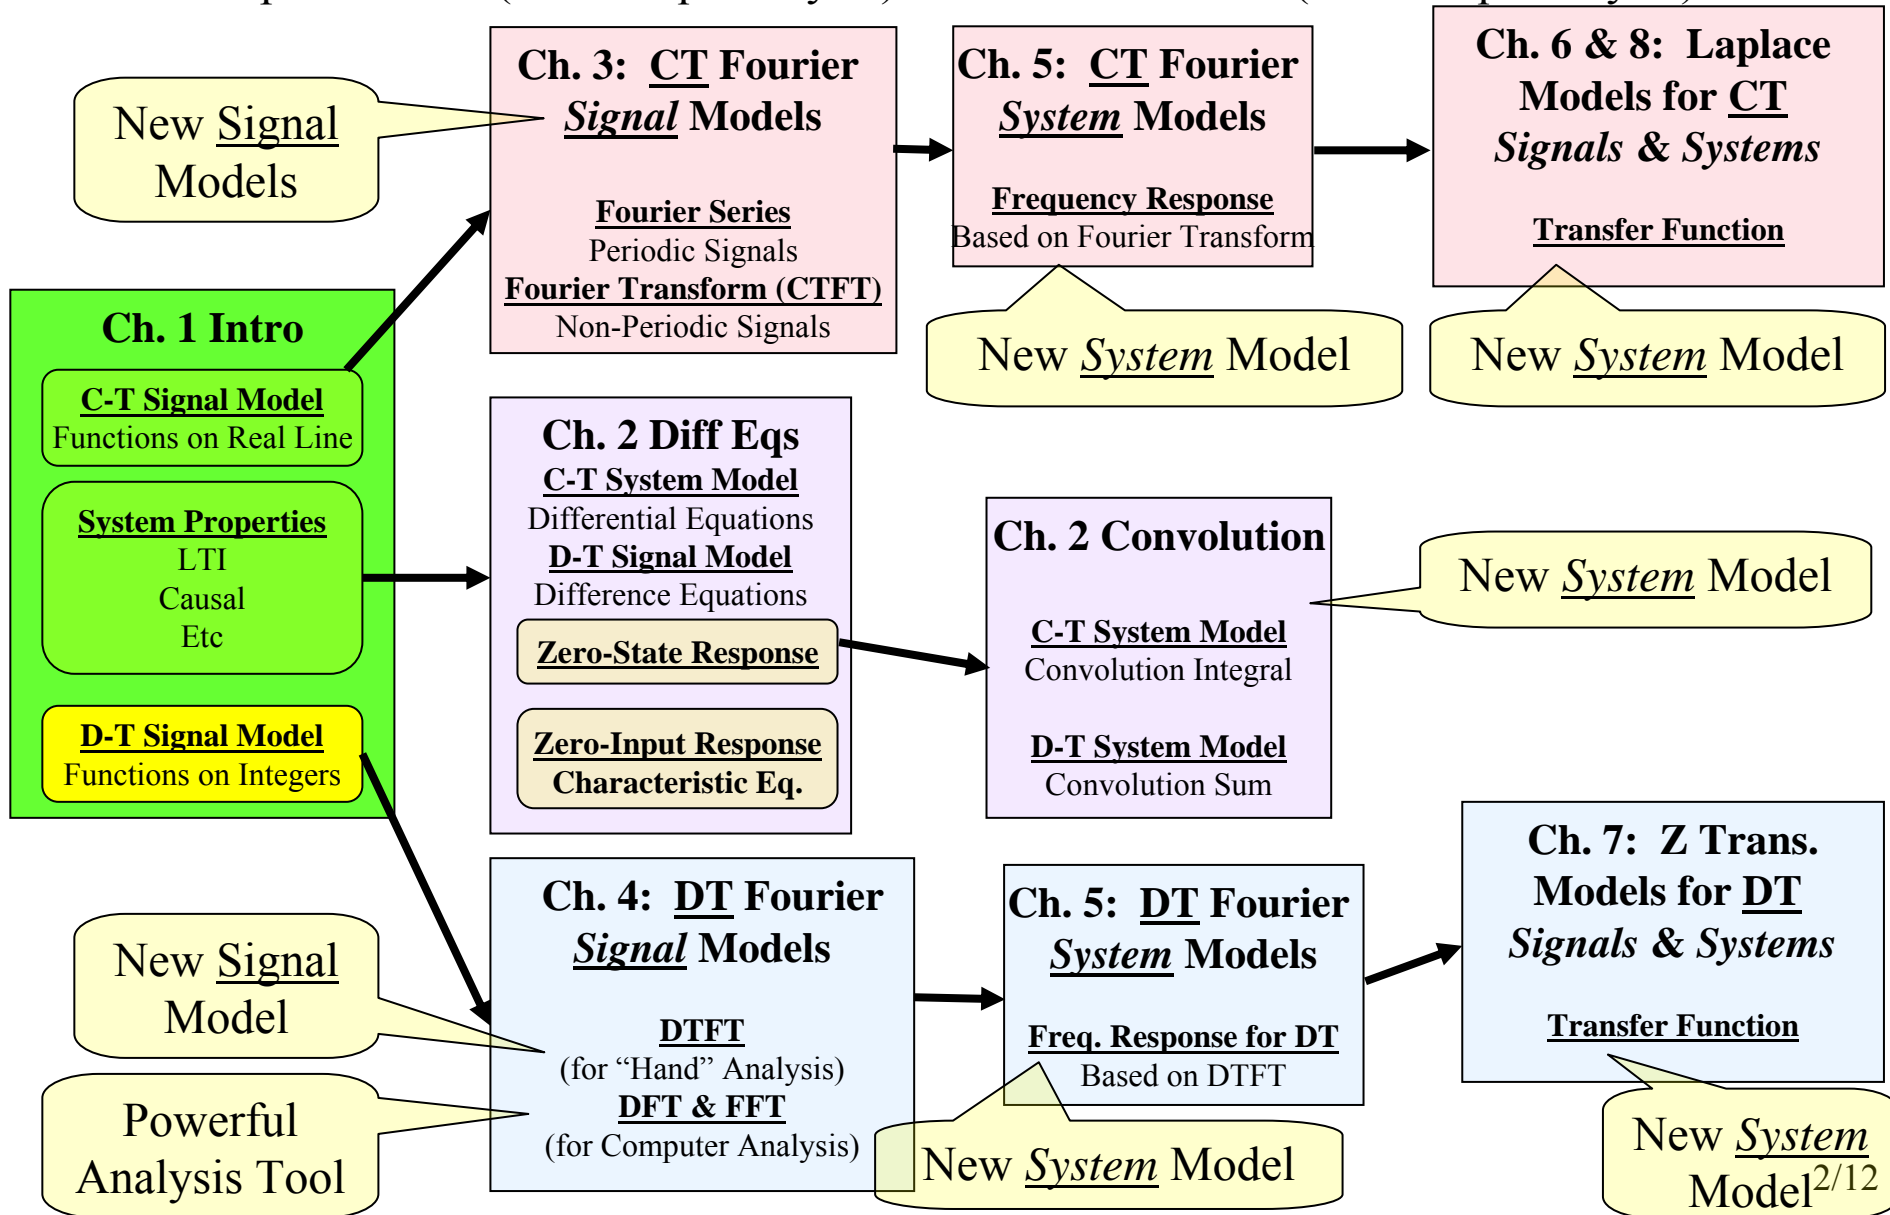 Ch. 3: CT Fourier
Signal Models
Fourier Series
Periodic Signals
Fourier Transform (CTFT)
Non-Periodic Signals
New Signal
Models
Ch. 5: CT Fourier
System Models
Frequency Response
Based on Fourier Transform
New System Model
Ch. 6 & 8: Laplace
Models for CT
Signals & Systems
Transfer Function
New System Model
Ch. 1 Intro
C-T Signal Model
Functions on Real Line
System Properties
LTI
Causal
Etc
D-T Signal Model
Functions on Integers
Ch. 2 Diff Eqs
C-T System Model
Differential Equations
D-T Signal Model
Difference Equations
Zero-State Response
Zero-Input Response
Characteristic Eq.
Ch. 2 Convolution
C-T System Model
Convolution Integral
D-T System Model
Convolution Sum
New System Model
Ch. 4: DT Fourier
Signal Models
DTFT
(for “Hand” Analysis)
DFT & FFT
(for Computer Analysis)
New Signal
Model
Powerful
Analysis Tool
Ch. 5: DT Fourier
System Models
Freq. Response for DT
Based on DTFT
New System Model
Ch. 7: Z Trans.
Models for DT
Signals & Systems
Transfer Function
New System
Model
2/12